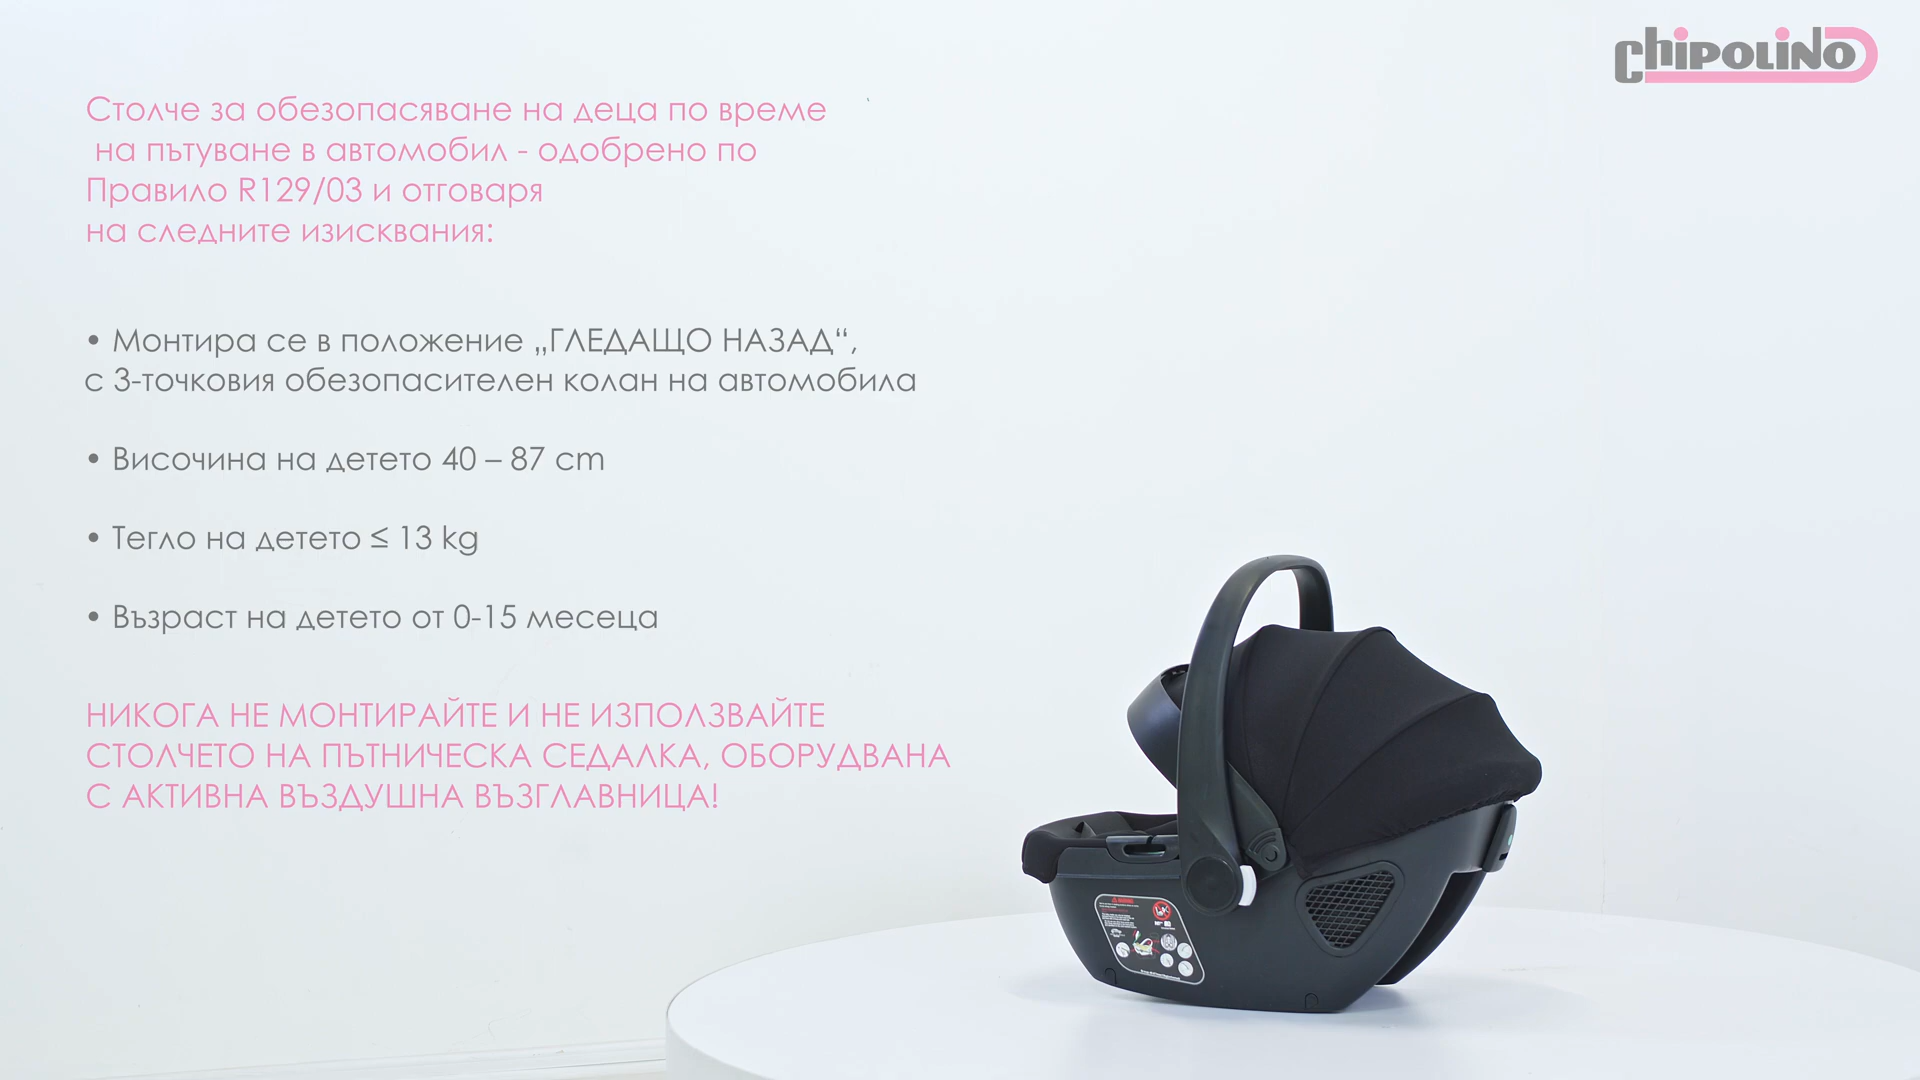 chipolino
Столче за обезопасяване на деца по време
на пътуване в автомобил - одобрено по
Правило R129/03 и отговаря
на следните изисквания:
• Монтира се в положение „ГЛЕДАЩО НАЗАД“,
с 3-точковия обезопасителен колан на автомобила
• Височина на детето 40 – 87 cm
• Тегло на детето ≤ 13 kg
• Възраст на детето от 0-15 месеца
НИКОГА НЕ МОНТИРАЙТЕ И НЕ ИЗПОЛЗВАЙТЕ
СТОЛЧЕТО НА ПЪТНИЧЕСКА СЕДАЛКА, ОБОРУДВАНА
С АКТИВНА ВЪЗДУШНА ВЪЗГЛАВНИЦА!